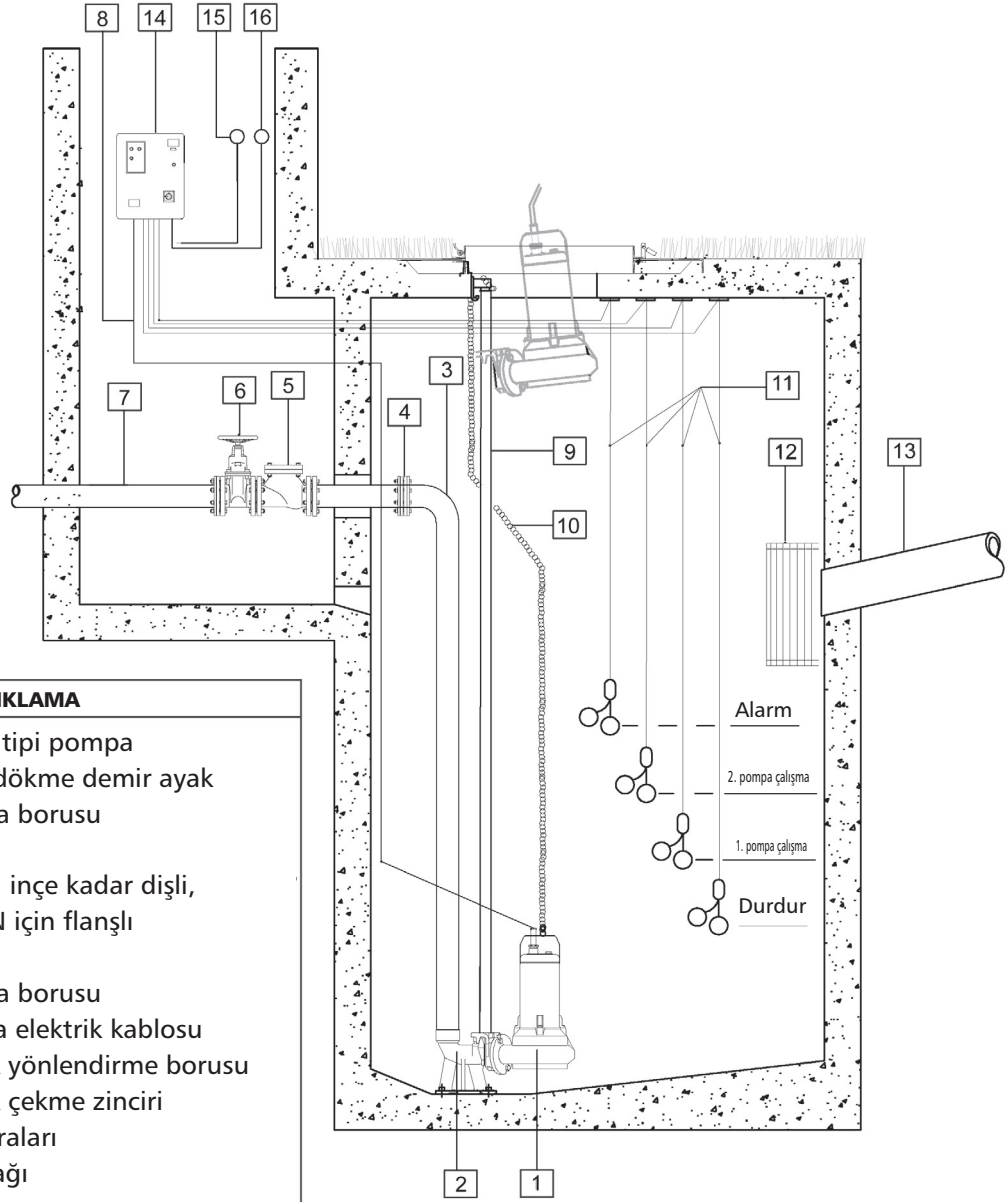 8 14 15 16
3
6 5 4
7
11
9
12 13
10
IKLAMA
tipi pompa
dökme demir ayak
a borusu
inçe kadar dişli,
N için flanşlı
a borusu
a elektrik kablosu
yönlendirme borusu
çekme zinciri
raları
ağı
Alarm
2. pompa çalışma
1. pompa çalışma
Durdur
2 1